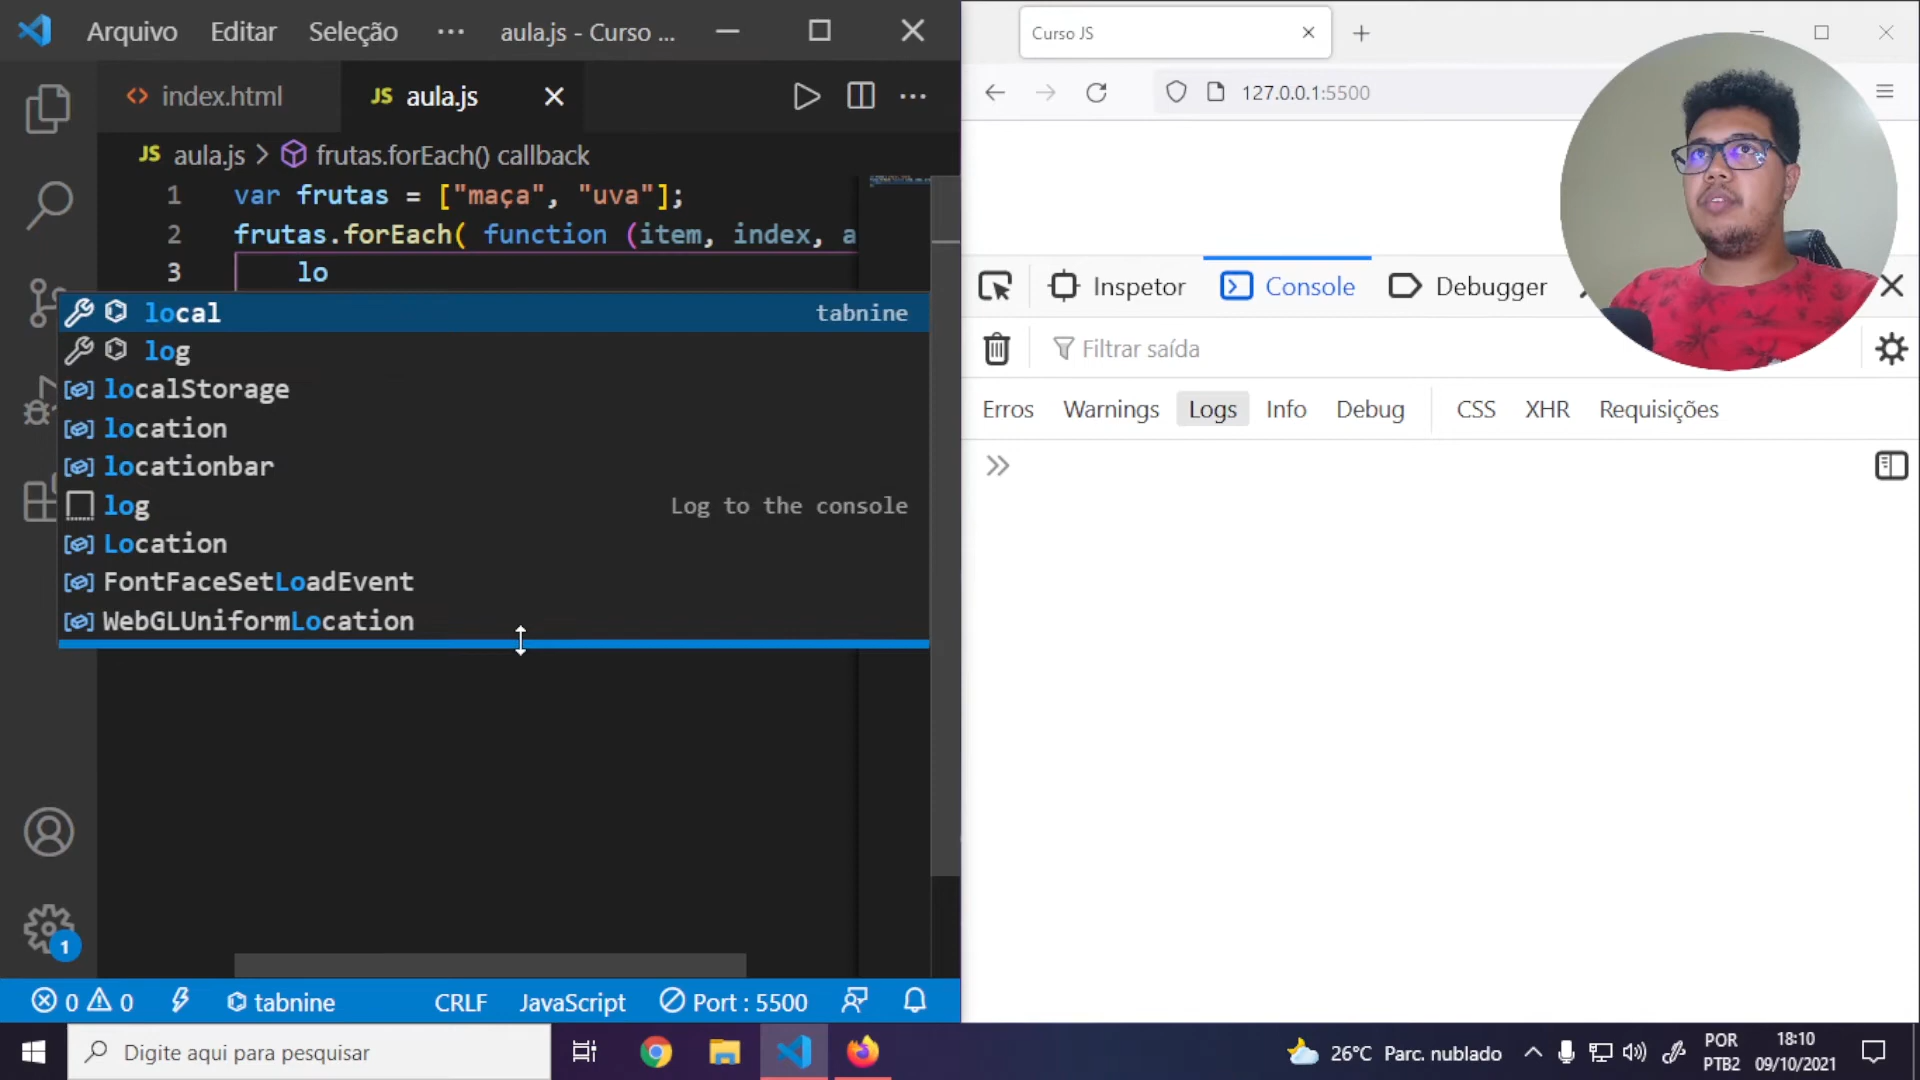 Arquivo Editar Seleção ··· aula.js - Curso ...
index.html JS aula.js
JS aula.js > frutas.forEach() callback
1 var frutas = ["maça", "uva"];
2 frutas.forEach( function (item, index, a
3 lo
local tabnine
log
localStorage
location
locationbar
log Log to the console
Location
FontFaceSetLoadEvent
WebGLUniformLocation
1
0 0 tabnine CRLF JavaScript Port : 5500
Curso JS
127.0.0.1:5500
Inspetor Console Debugger
Filtrar saída
Erros Warnings Logs Info Debug CSS XHR Requisições
Digite aqui para pesquisar
26°C Parc. nublado
POR
PTB2
18:10
09/10/2021